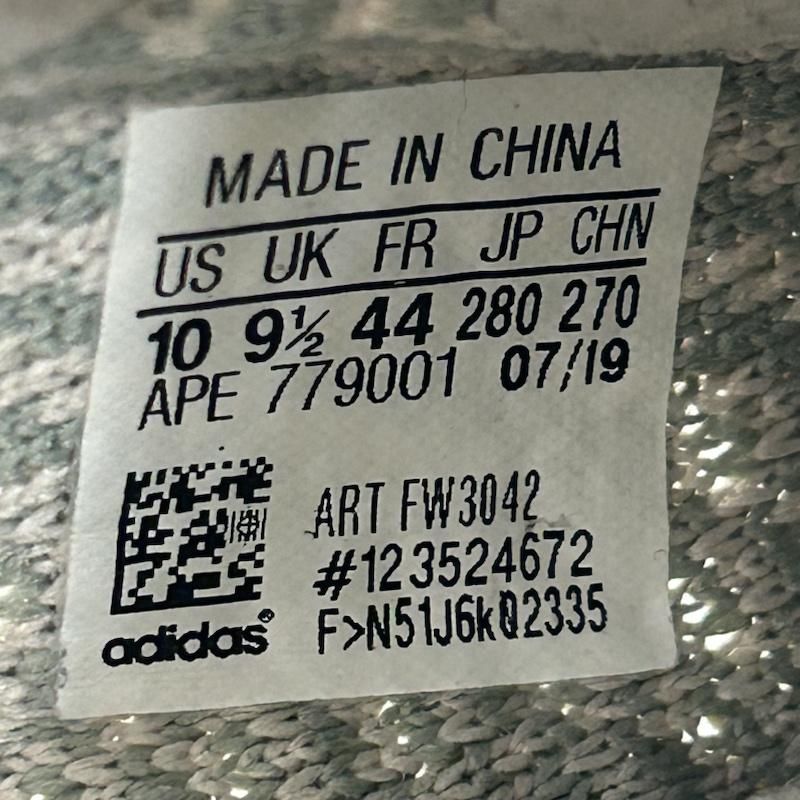 MADE IN CHINA
US UK FR JP CHN
10 9½ 44 280 270
APE 779001 07/19
ART FW3042
#123524672
F>N51J6k02335
adidas®